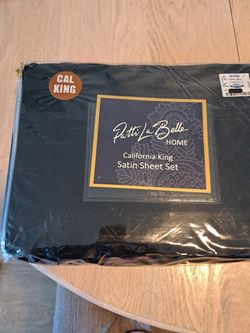 CAL
KING
Patti LaBelle
HOME
California King
Satin Sheet Set